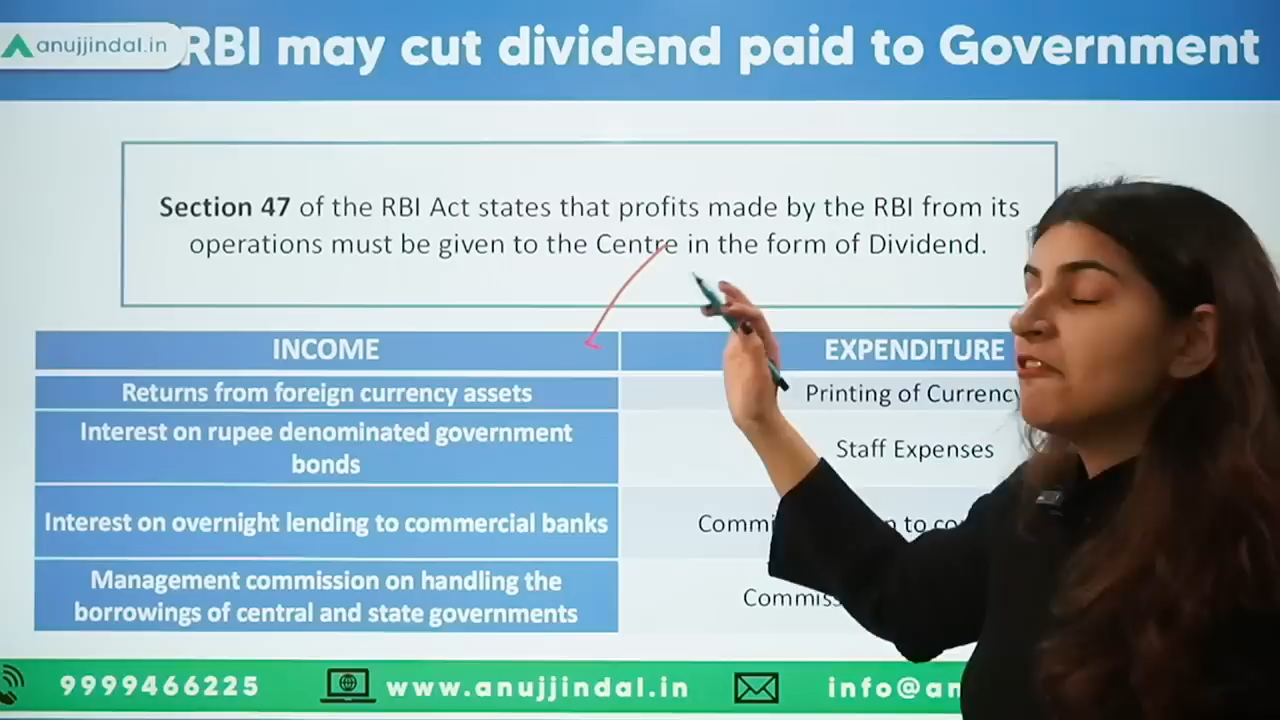 anujjindal.in
RBI may cut dividend paid to Government
Section 47 of the RBI Act states that profits made by the RBI from its
operations must be given to the Centre in the form of Dividend.
INCOME EXPENDITURE
Returns from foreign currency assets Printing of Currency
Interest on rupee denominated government
bonds
Staff Expenses
Interest on overnight lending to commercial banks
to
Management commission on handling the
borrowings of central and state governments
9999466225 www.anujjindal.in